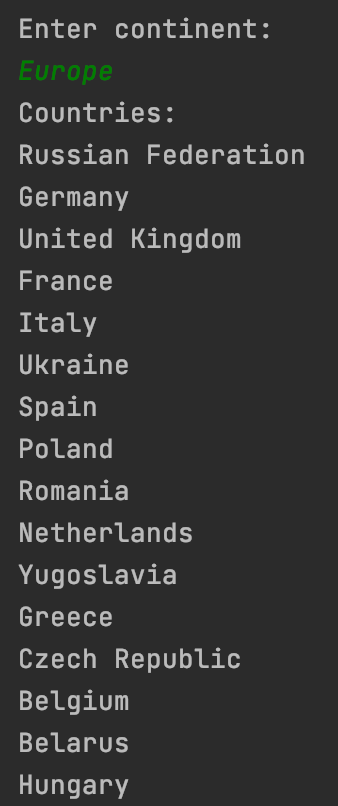 Enter continent:
Europe
Countries:
Russian Federation
Germany
United Kingdom
France
Italy
Ukraine
Spain
Poland
Romania
Netherlands
Yugoslavia
Greece
Czech Republic
Belgium
Belarus
Hungary